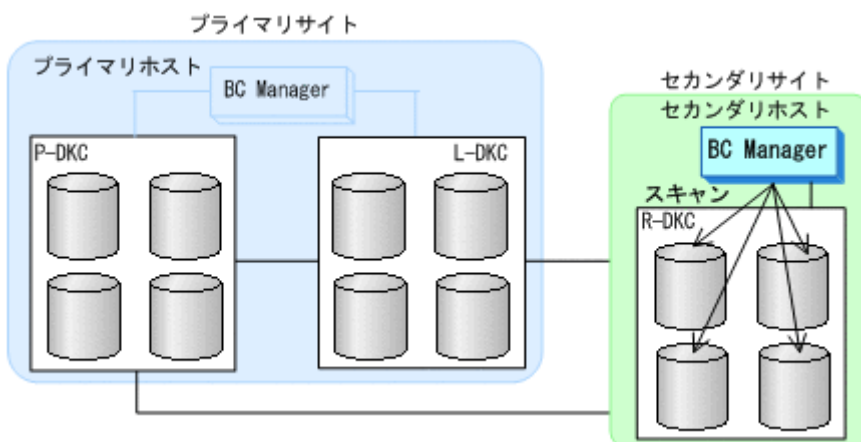 プライマリサイト
プライマリホスト
BC Manager
P-DKC
L-DKC
セカンダリサイト
セカンダリホスト
BC Manager
スキャン
R-DKC